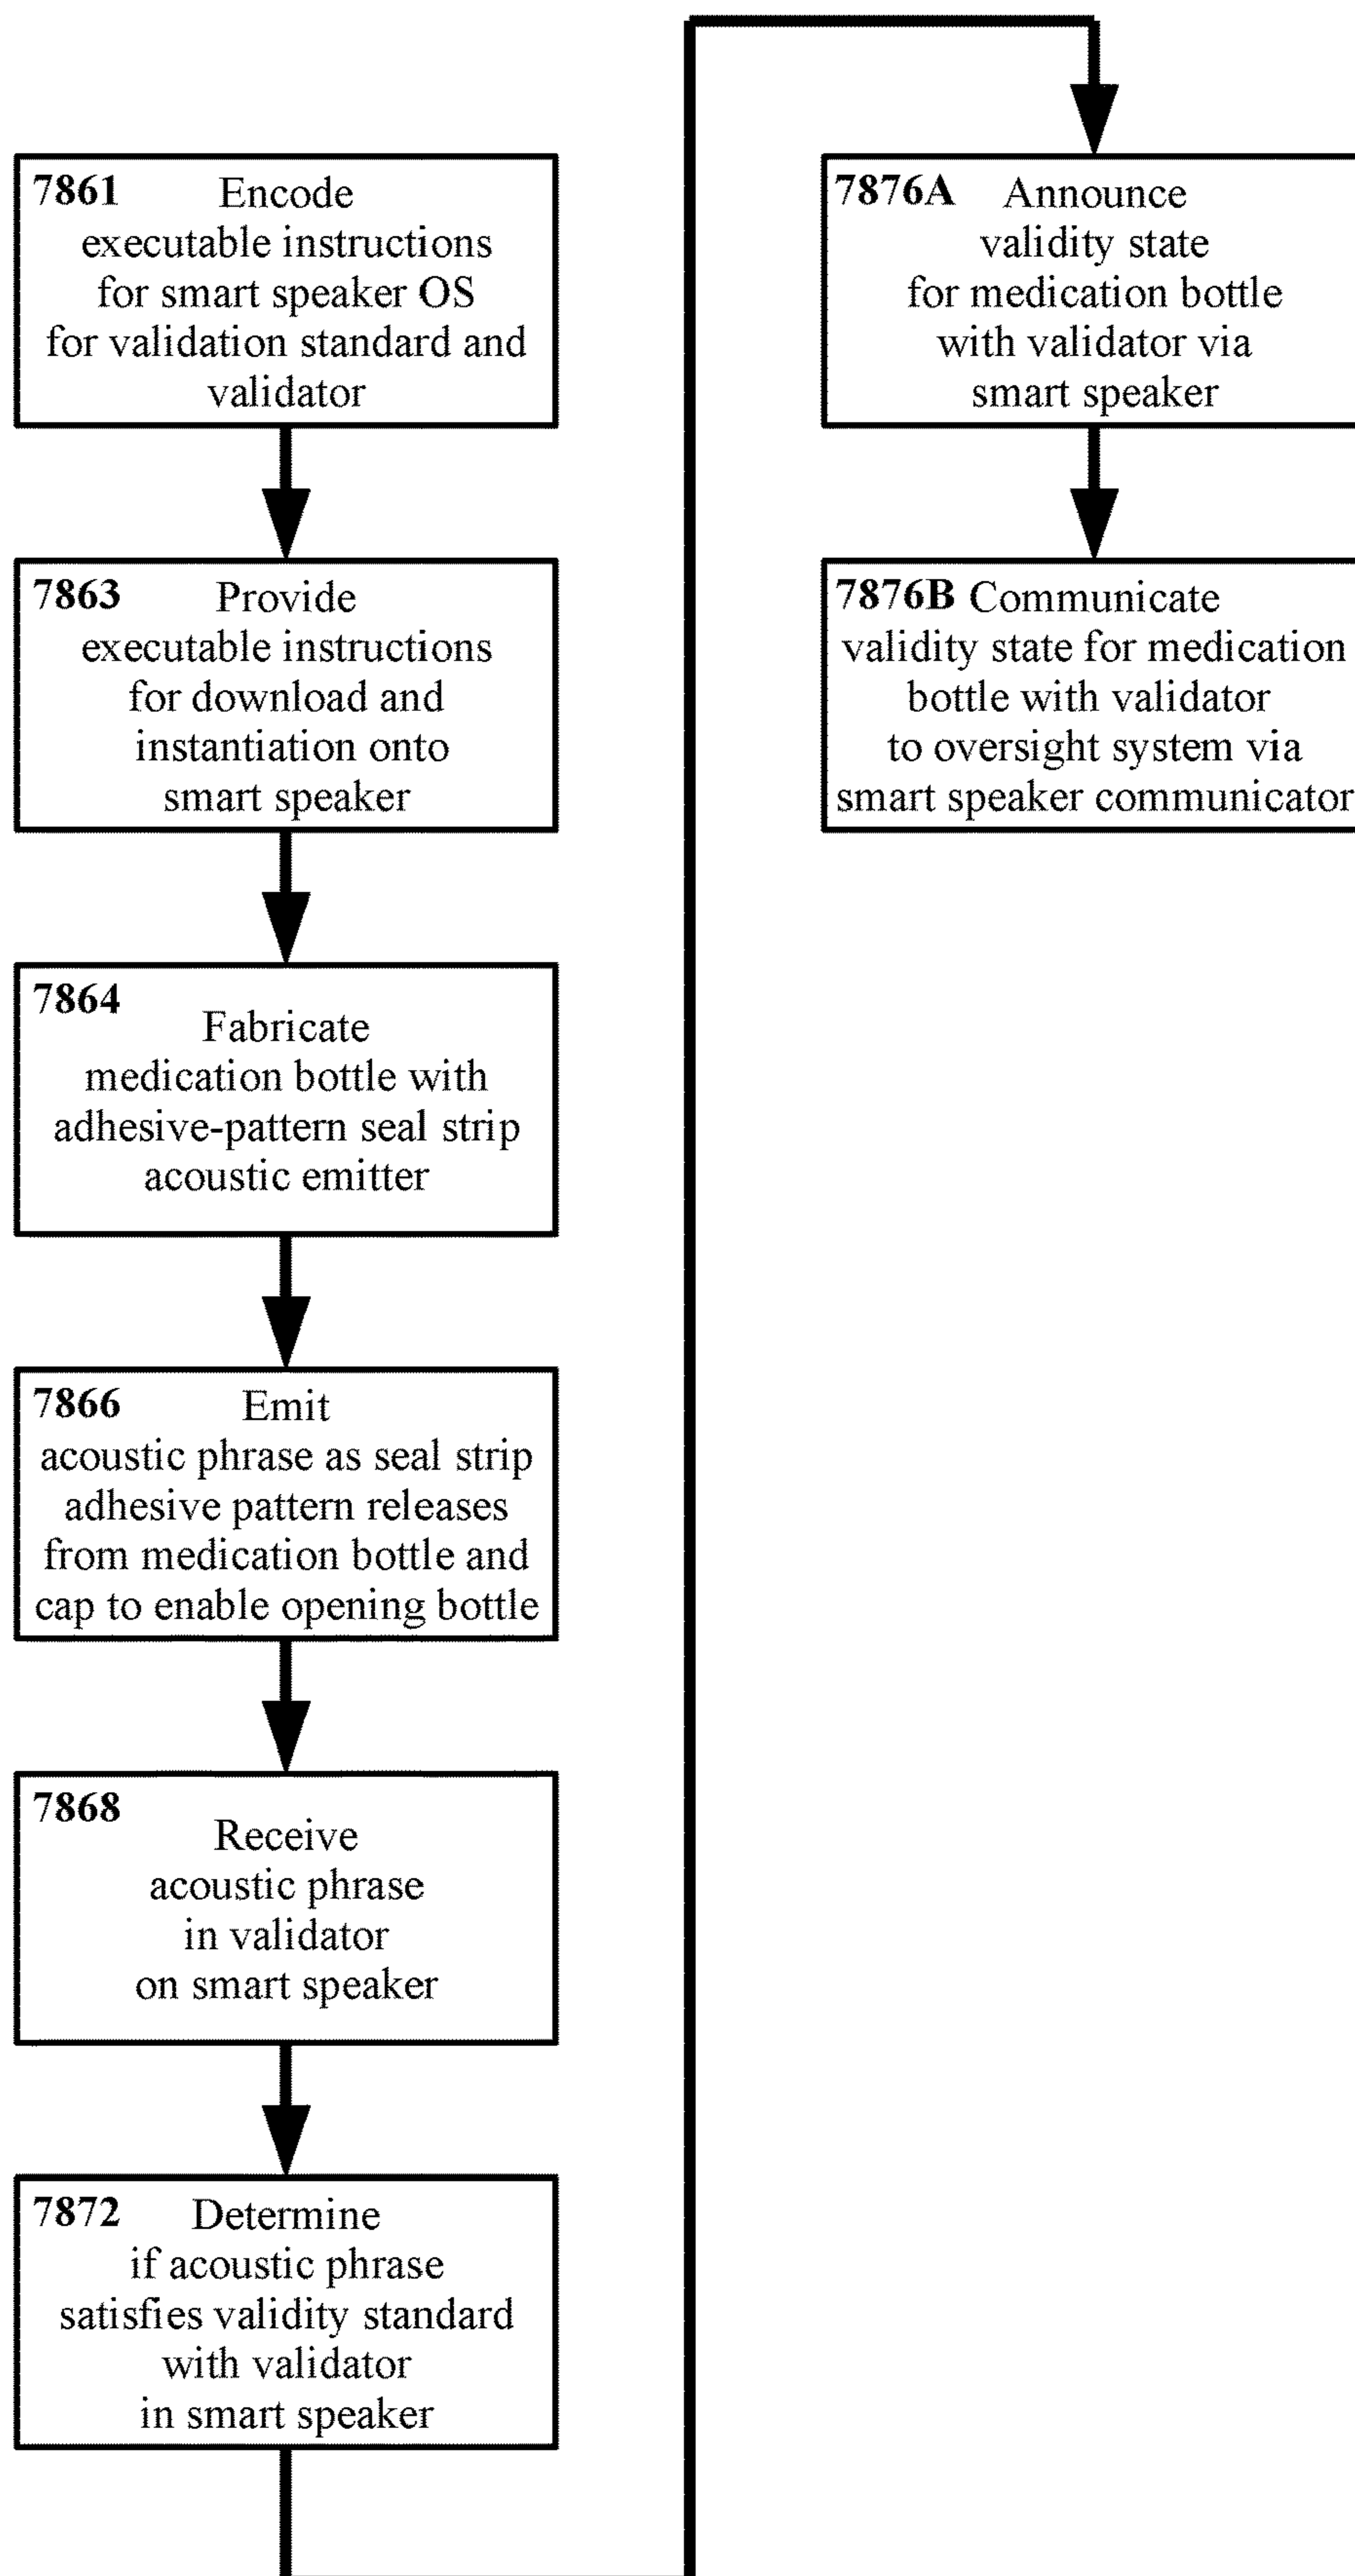 7861 Encode
executable instructions
for smart speaker OS
for validation standard and
validator
7863 Provide
executable instructions
for download and
instantiation onto
smart speaker
7864
Fabricate
medication bottle with
adhesive-pattern seal strip
acoustic emitter
7866 Emit
acoustic phrase as seal strip
adhesive pattern releases
from medication bottle and
cap to enable opening bottle
7868
Receive
acoustic phrase
in validator
on smart speaker
7872 Determine
if acoustic phrase
satisfies validity standard
with validator
in smart speaker
7876A Announce
validity state
for medication bottle
with validator via
smart speaker
7876B Communicate
validity state for medication
bottle with validator
to oversight system via
smart speaker communicator